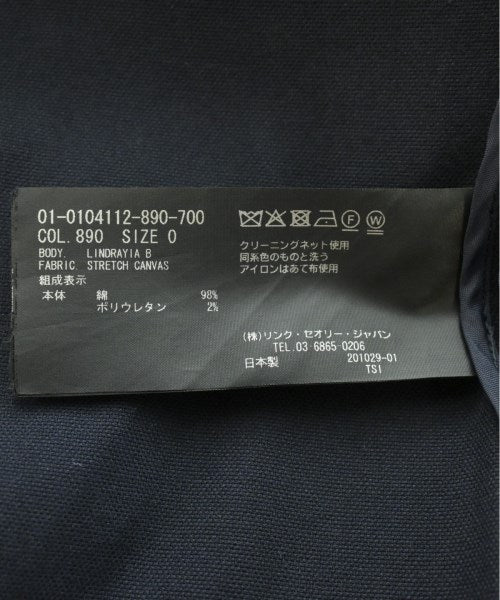 01-0104112-890-700
COL. 890 SIZE 0
BODY. LINDRAYIA B
FABRIC. STRETCH CANVAS
組成表示
本体 綿 98%
ポリウレタン 2%
F W
クリーニングネット使用
同系色のものと洗う
アイロンはあて布使用
(株)リンク・セオリー・ジャパン
TEL.03-6865-0206
日本製 201029-01
TSI